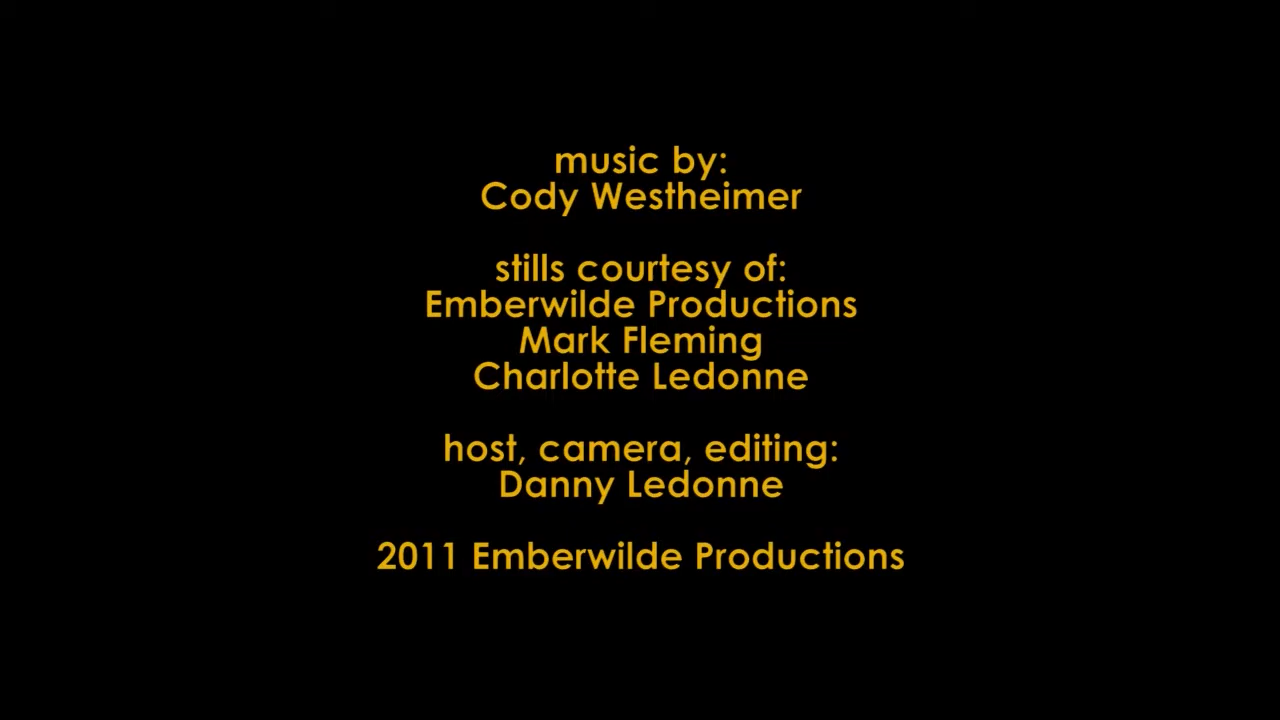 music by:
Cody Westheimer
stills courtesy of:
Emberwilde Productions
Mark Fleming
Charlotte Ledonne
host, camera, editing:
Danny Ledonne
2011 Emberwilde Productions